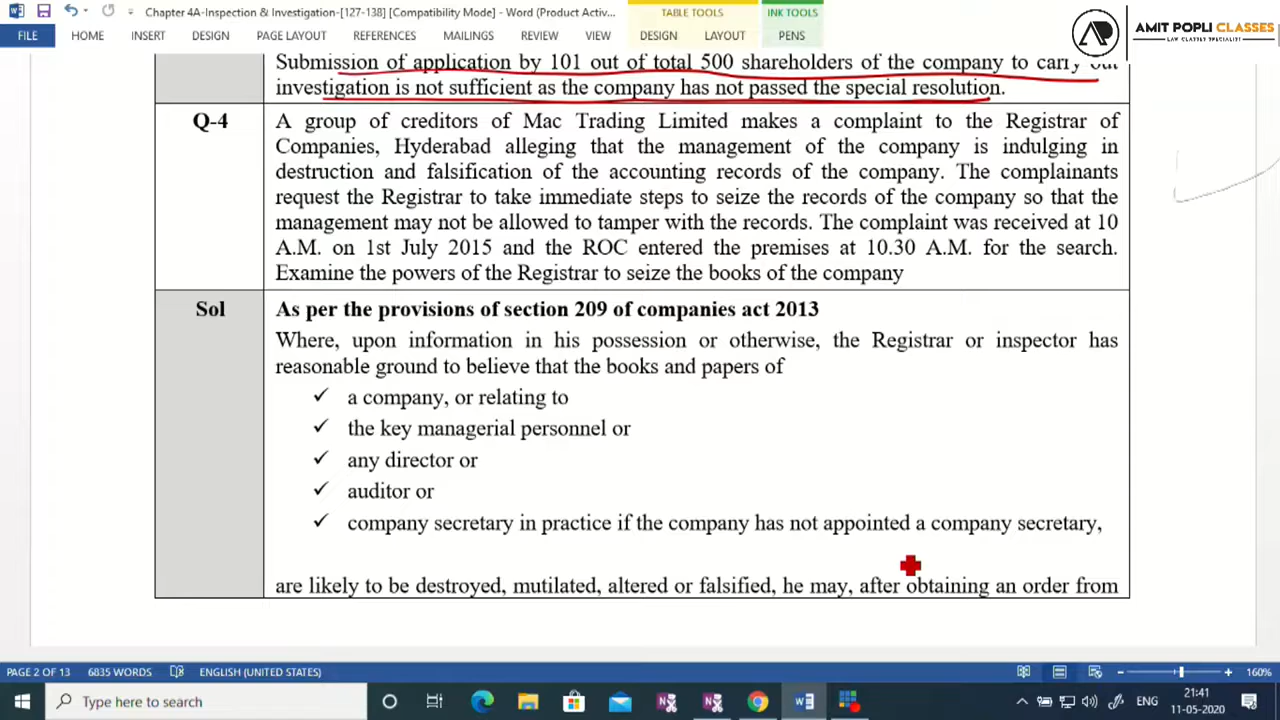 Chapter 4A-Inspection & Investigation-[127-138] [Compatibility Mode] - Word (Product Activ...
TABLE TOOLS
INK TOOLS
FILE
HOME
INSERT
DESIGN
PAGE LAYOUT
REFERENCES
MAILINGS
REVIEW
VIEW
DESIGN
LAYOUT
PENS
AMIT POPLI CLASSES
Submission of application by 101 out of total 500 shareholders of the company to carry out
investigation is not sufficient as the company has not passed the special resolution.
Q-4
A group of creditors of Mac Trading Limited makes a complaint to the Registrar of
Companies, Hyderabad alleging that the management of the company is indulging in
destruction and falsification of the accounting records of the company. The complainants
request the Registrar to take immediate steps to seize the records of the company so that the
management may not be allowed to tamper with the records. The complaint was received at 10
A.M. on 1st July 2015 and the ROC entered the premises at 10.30 A.M. for the search.
Examine the powers of the Registrar to seize the books of the company
Sol
As per the provisions of section 209 of companies act 2013
Where, upon information in his possession or otherwise, the Registrar or inspector has
reasonable ground to believe that the books and papers of
✓ a company, or relating to
✓ the key managerial personnel or
✓ any director or
✓ auditor or
✓ company secretary in practice if the company has not appointed a company secretary,
are likely to be destroyed, mutilated, altered or falsified, he may, after obtaining an order from
PAGE 2 OF 13
6835 WORDS
ENGLISH (UNITED STATES)
160%
Type here to search
ENG
21:41
11-05-2020